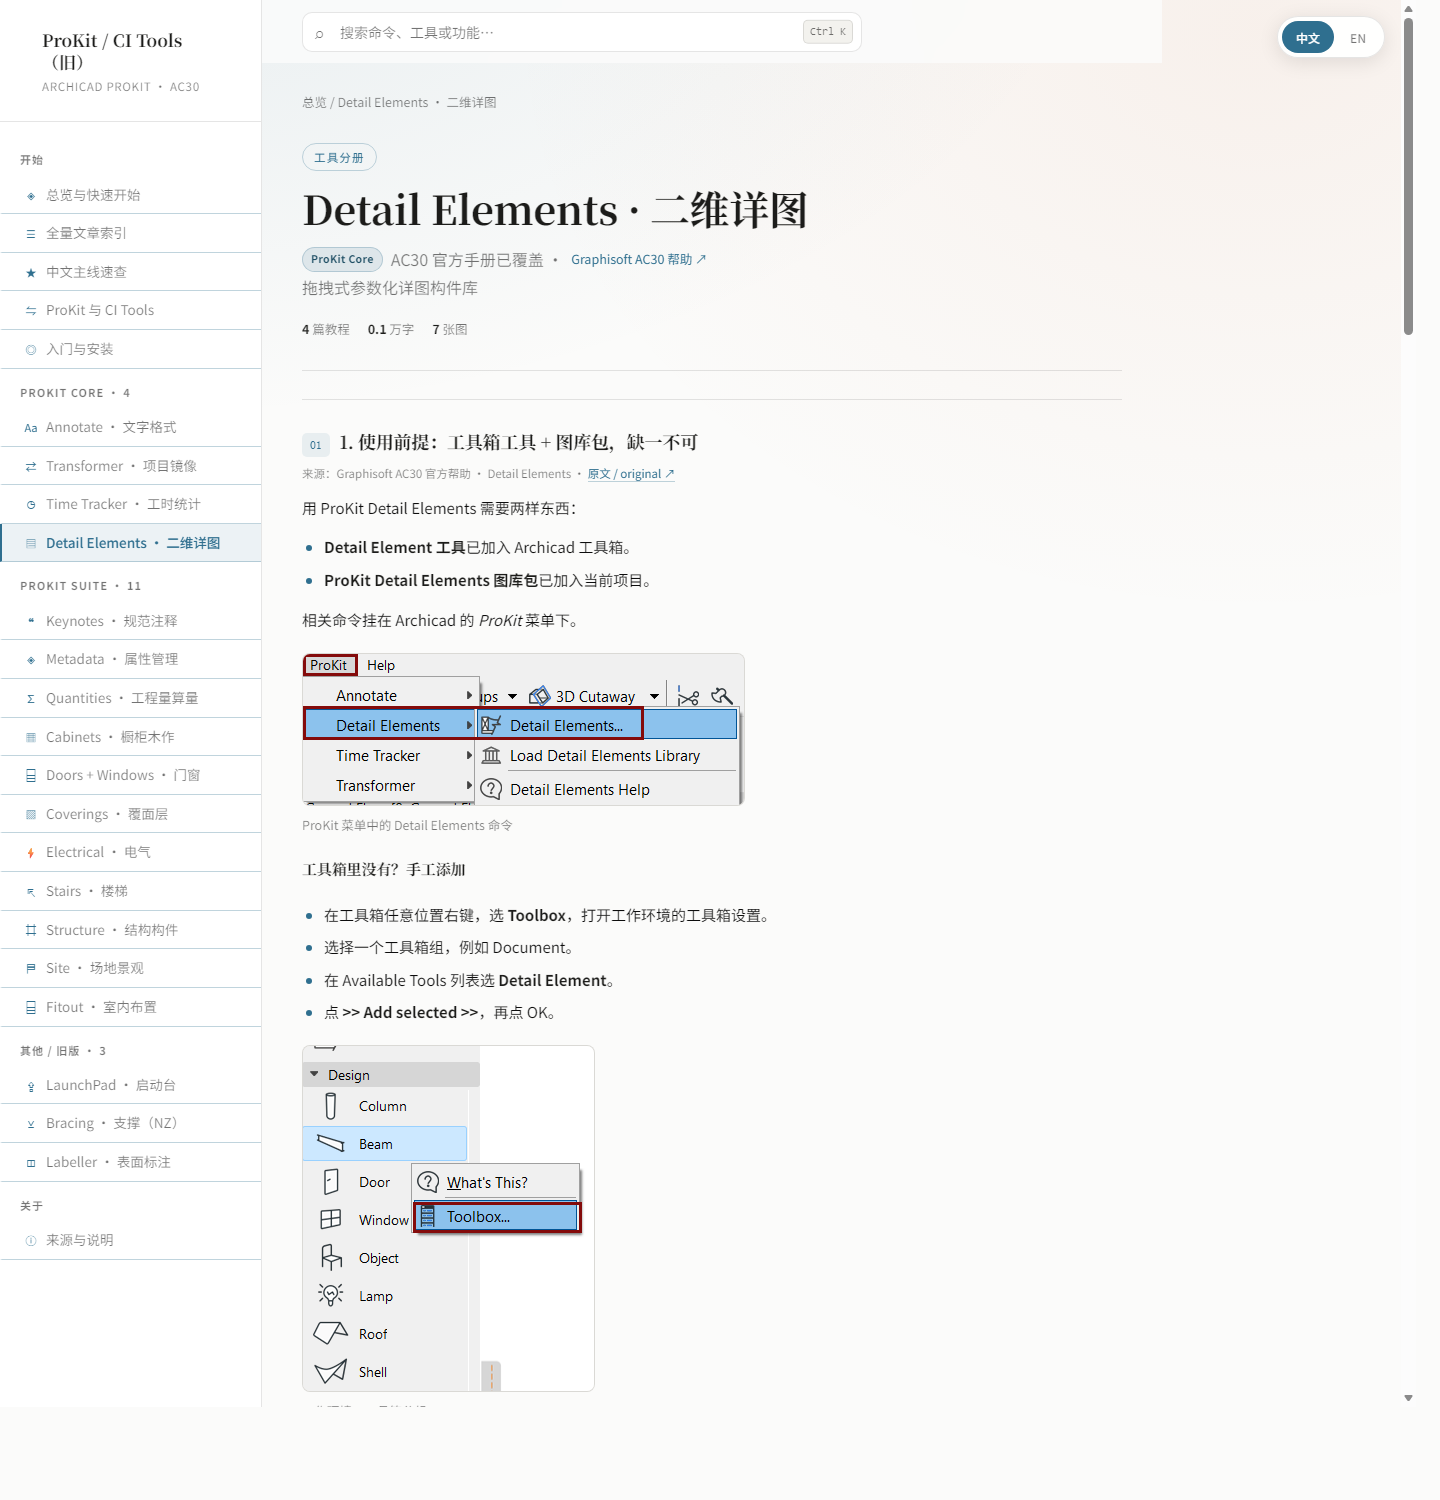 ProKit / CI Tools
（旧）
ARCHICAD PROKIT · AC30
开始
总览与快速开始
全量文章索引
中文主线速查
ProKit 与 CI Tools
入门与安装
PROKIT CORE · 4
Aa Annotate · 文字格式
Transformer · 项目镜像
Time Tracker · 工时统计
Detail Elements · 二维详图
PROKIT SUITE · 11
Keynotes · 规范注释
Metadata · 属性管理
Σ Quantities · 工程量算量
Cabinets · 橱柜木作
Doors + Windows · 门窗
Coverings · 覆面层
Electrical · 电气
Stairs · 楼梯
Structure · 结构构件
Site · 场地景观
Fitout · 室内布置
其他 / 旧版 · 3
LaunchPad · 启动台
Bracing · 支撑（NZ）
Labeller · 表面标注
关于
来源与说明
搜索命令、工具或功能…
Ctrl K
中文 EN
总览 / Detail Elements · 二维详图
工具分册
Detail Elements · 二维详图
ProKit Core AC30 官方手册已覆盖 · Graphisoft AC30 帮助 ↗
拖拽式参数化详图构件库
4 篇教程 0.1 万字 7 张图
01 1. 使用前提：工具箱工具 + 图库包，缺一不可
来源：Graphisoft AC30 官方帮助 · Detail Elements · 原文 / original ↗
用 ProKit Detail Elements 需要两样东西：
Detail Element 工具已加入 Archicad 工具箱。
ProKit Detail Elements 图库包已加入当前项目。
相关命令挂在 Archicad 的 ProKit 菜单下。
ProKit Help
Annotate
ups 3D Cutaway
Detail Elements
Detail Elements...
Time Tracker
Load Detail Elements Library
Transformer
Detail Elements Help
ProKit 菜单中的 Detail Elements 命令
工具箱里没有？手工添加
在工具箱任意位置右键，选 Toolbox，打开工作环境的工具箱设置。
选择一个工具箱组，例如 Document。
在 Available Tools 列表选 Detail Element。
点 >> Add selected >>，再点 OK。
Design
Column
Beam
Door
What's This?
Window
Toolbox...
Object
Lamp
Roof
Shell